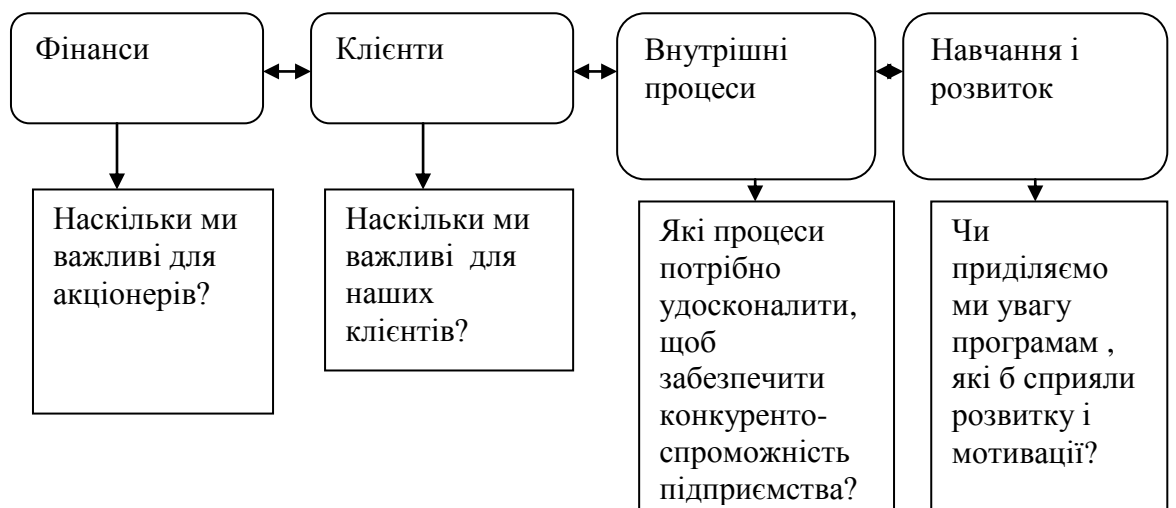 Фінанси
Клієнти
Внутрішні
процеси
Навчання і
розвиток
Наскільки ми
важливі для
акціонерів?
Наскільки ми
важливі для
наших
клієнтів?
Які процеси
потрібно
удосконалити,
щоб
забезпечити
конкуренто-
спроможність
підприємства?
Чи
приділяємо
ми увагу
програмам ,
які б сприяли
розвитку і
мотивації?